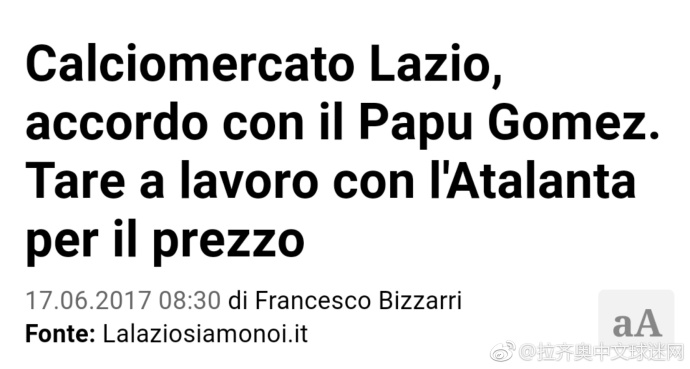 Calciomercato Lazio,
accordo con il Papu Gomez.
Tare a lavoro con l'Atalanta
per il prezzo
17.06.2017 08:30 di Francesco Bizzarri
Fonte: Lalaziosiamonoi.it
aA
@拉齐奥中文球迷网